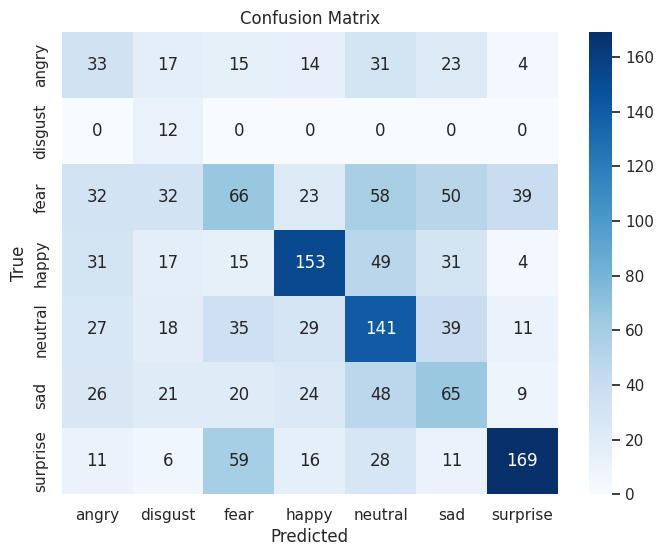 Confusion Matrix
True
angry 33 17 15 14 31 23 4
disgust 0 12 0 0 0 0 0
fear 32 32 66 23 58 50 39
happy 31 17 15 153 49 31 4
neutral 27 18 35 29 141 39 11
sad 26 21 20 24 48 65 9
surprise 11 6 59 16 28 11 169
angry disgust fear happy neutral sad surprise
Predicted
160
140
120
100
80
60
40
20
0